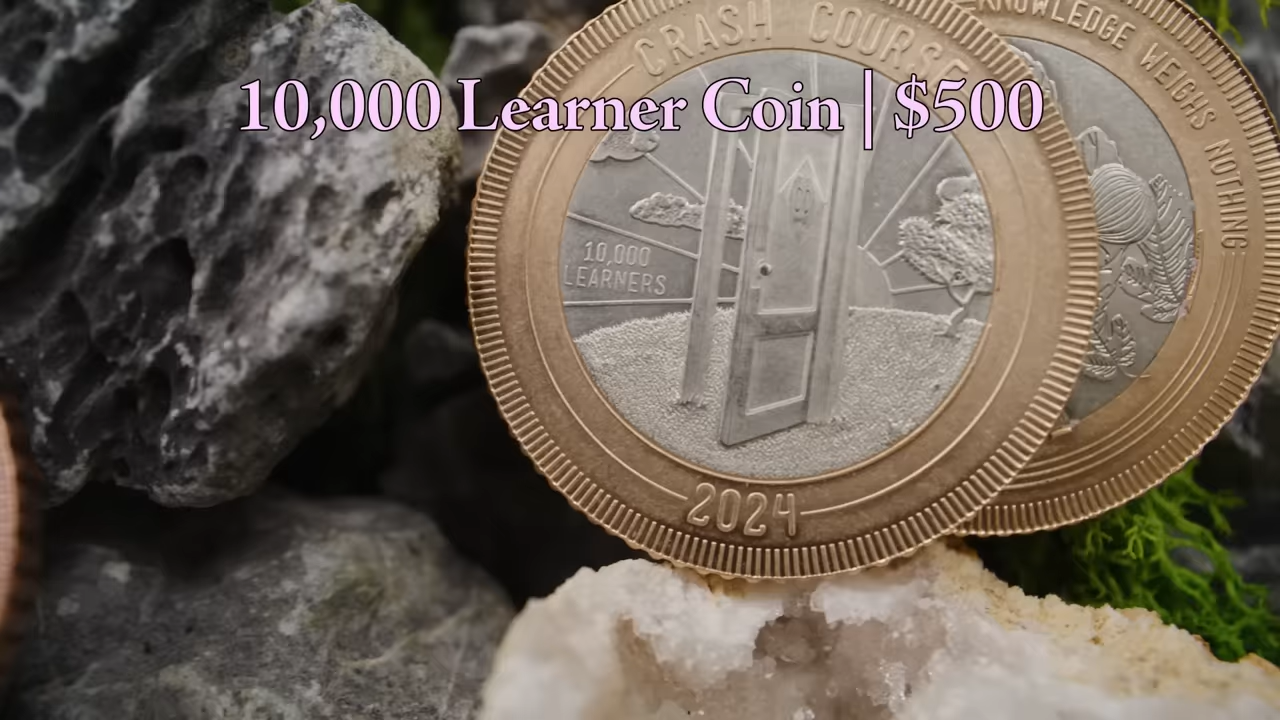 10,000 Learner Coin | $500
CRASH COURSE
KNOWLEDGE WEIGHS NOTHING
10,000
LEARNERS
2024